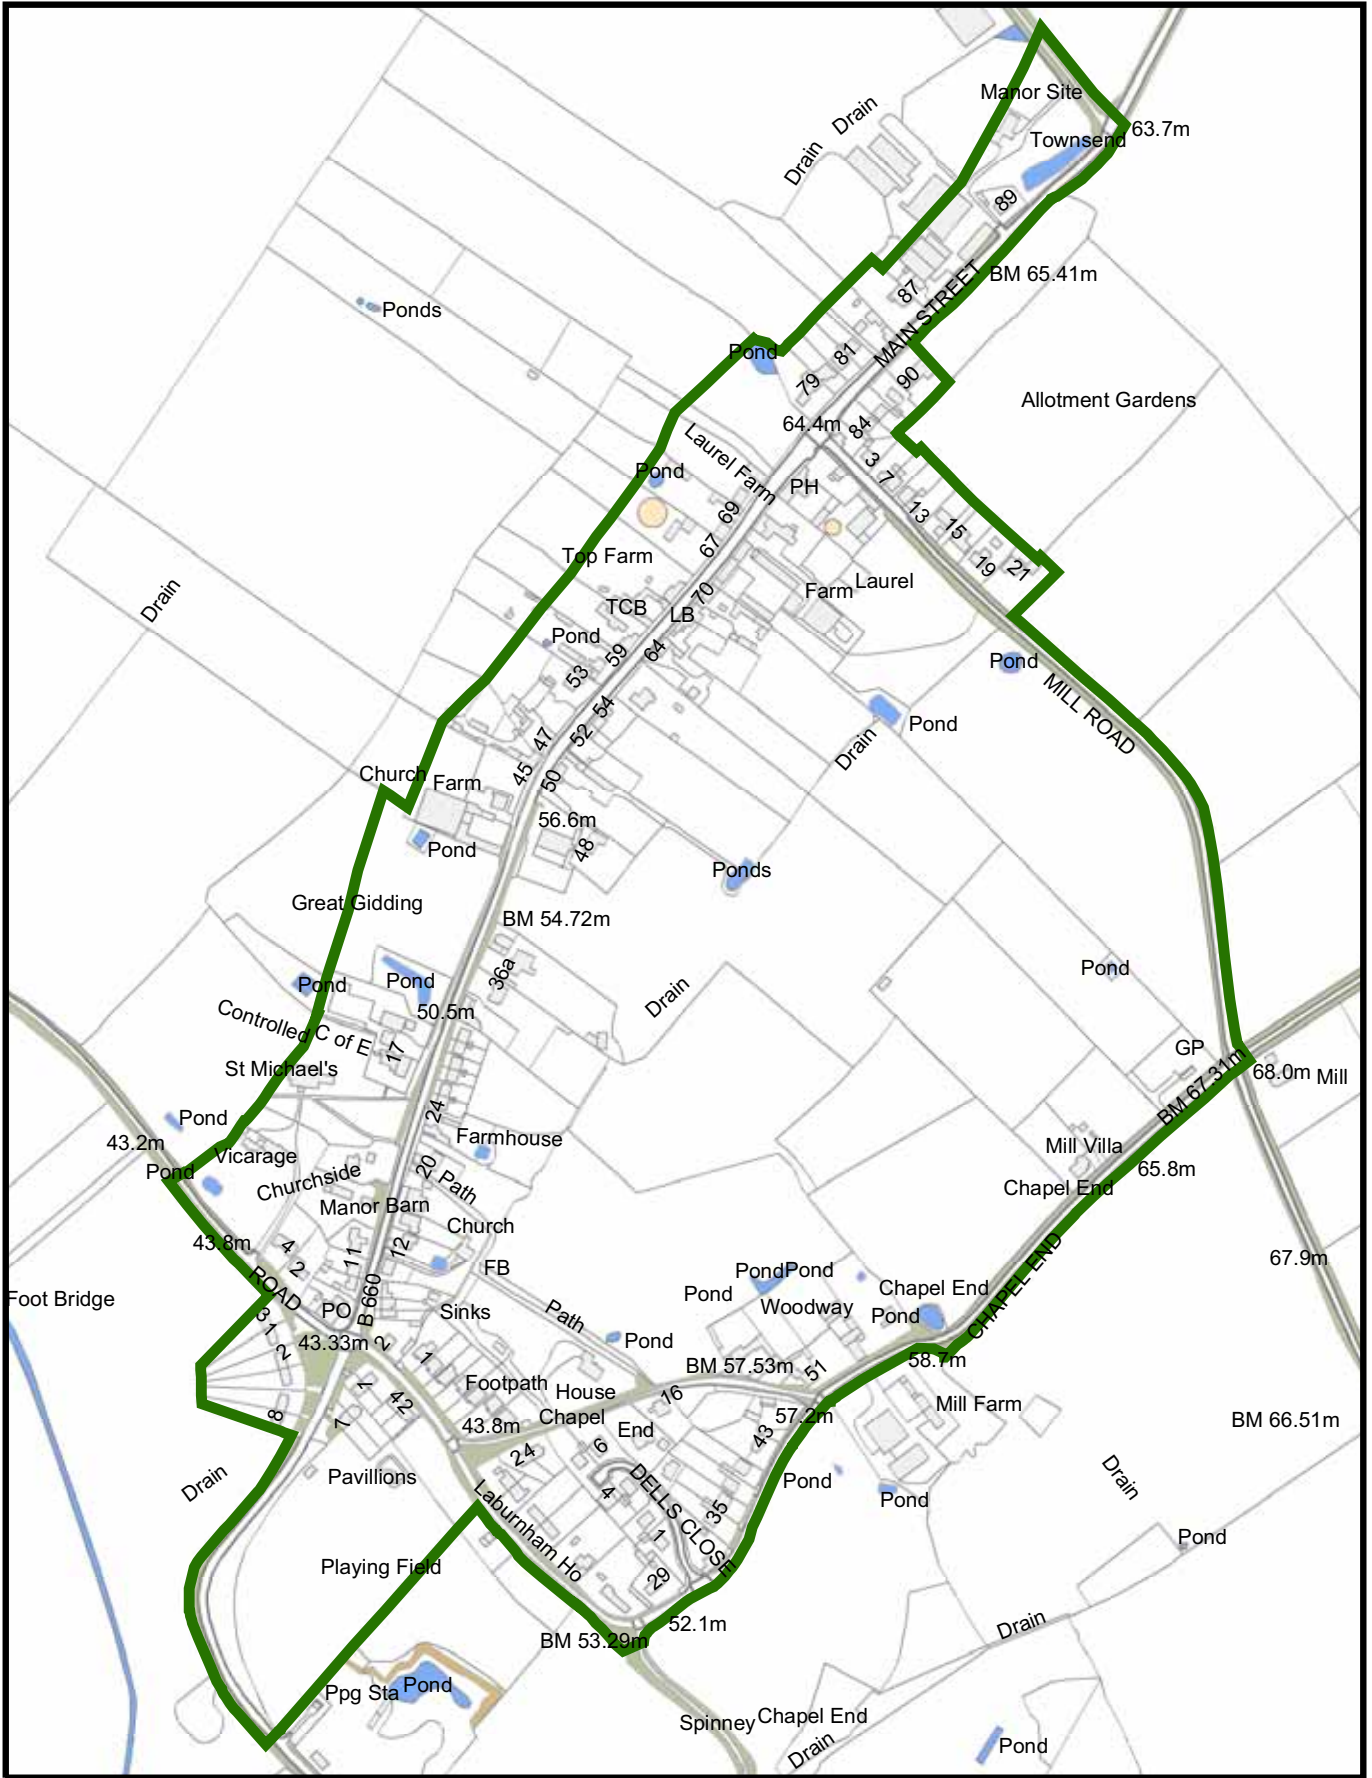 Manor Site
Drain
Drain
63.7m
Townsend
89
BM 65.41m
87
MAIN STREET
Ponds
Pond
81
79
90
Allotment Gardens
64.4m
84
Laurel Farm
3
7
Pond
PH
69
13
15
67
19
21
Top Farm
70
Farm
Laurel
Drain
TCB
LB
Pond
59
64
Pond
53
MILL ROAD
54
Pond
52
47
Drain
45
50
Church
Farm
56.6m
48
Pond
Ponds
Great Gidding
BM 54.72m
36a
Pond
Pond
Pond
50.5m
Drain
Controlled C of E
17
GP
St Michael's
BM 67.31m
68.0m
Mill
24
Pond
Farmhouse
43.2m
Mill Villa
Vicarage
20
Pond
65.8m
Churchside
Path
Chapel End
Manor Barn
Church
43.8m
4
11
12
67.9m
2
FB
PondPond
ROAD
Chapel End
CHAPEL END
Foot Bridge
B 660
Pond
Woodway
PO
Sinks
Path
Pond
31
43.33m
2
Pond
2
1
BM 57.53m
51
58.7m
1
Footpath
House
16
42
Mill Farm
8
7
43.8m
Chapel
End
57.2m
BM 66.51m
24
6
43
Drain
Pavillions
DELLS CLOSE
Pond
Drain
4
35
Pond
Laburnham Ho
1
Pond
Playing Field
29
52.1m
Drain
BM 53.29m
Ppg Sta
Pond
Spinney
Chapel End
Drain
Pond